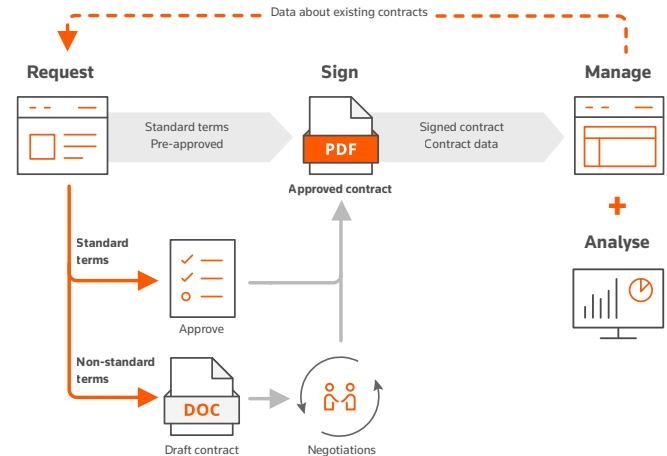 Data about existing contracts
Request
Sign
Manage
Standard terms
Pre-approved
PDF
Signed contract
Contract data
Approved contract
Analyse
Standard
terms
Approve
Non-standard
terms
DOC
Draft contract
Negotiations